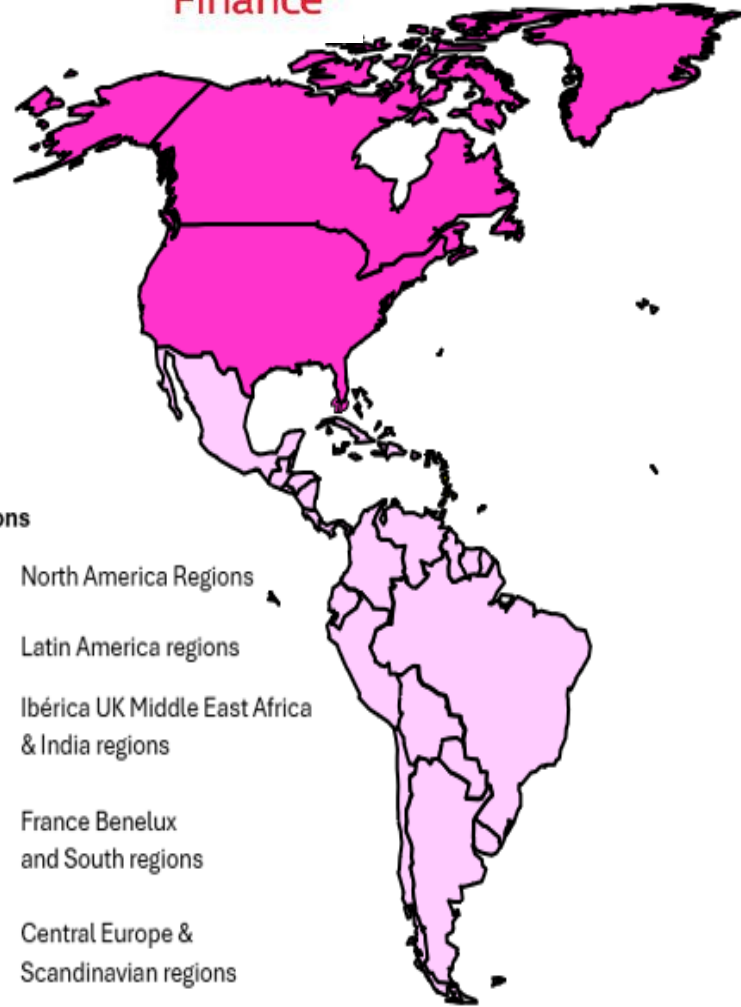 Finance
ons
North America Regions
Latin America regions
Ibérica UK Middle East Africa
& India regions
France Benelux
and South regions
Central Europe &
Scandinavian regions